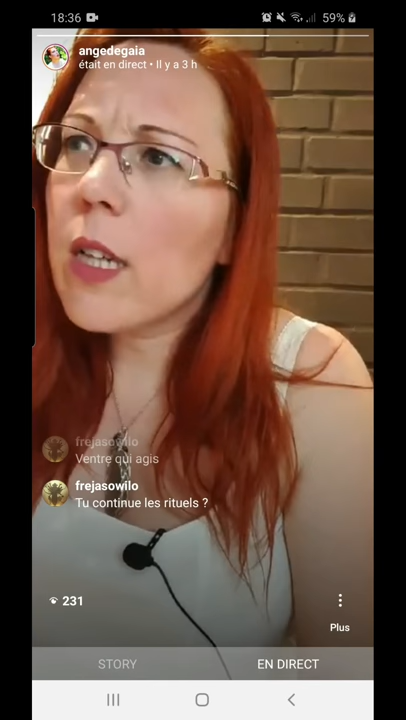 18:36
59%
angedegaia
était en direct • Il y a 3 h
frejasowilo
Ventre qui agis
frejasowilo
Tu continue les rituels ?
231
Plus
STORY
EN DIRECT